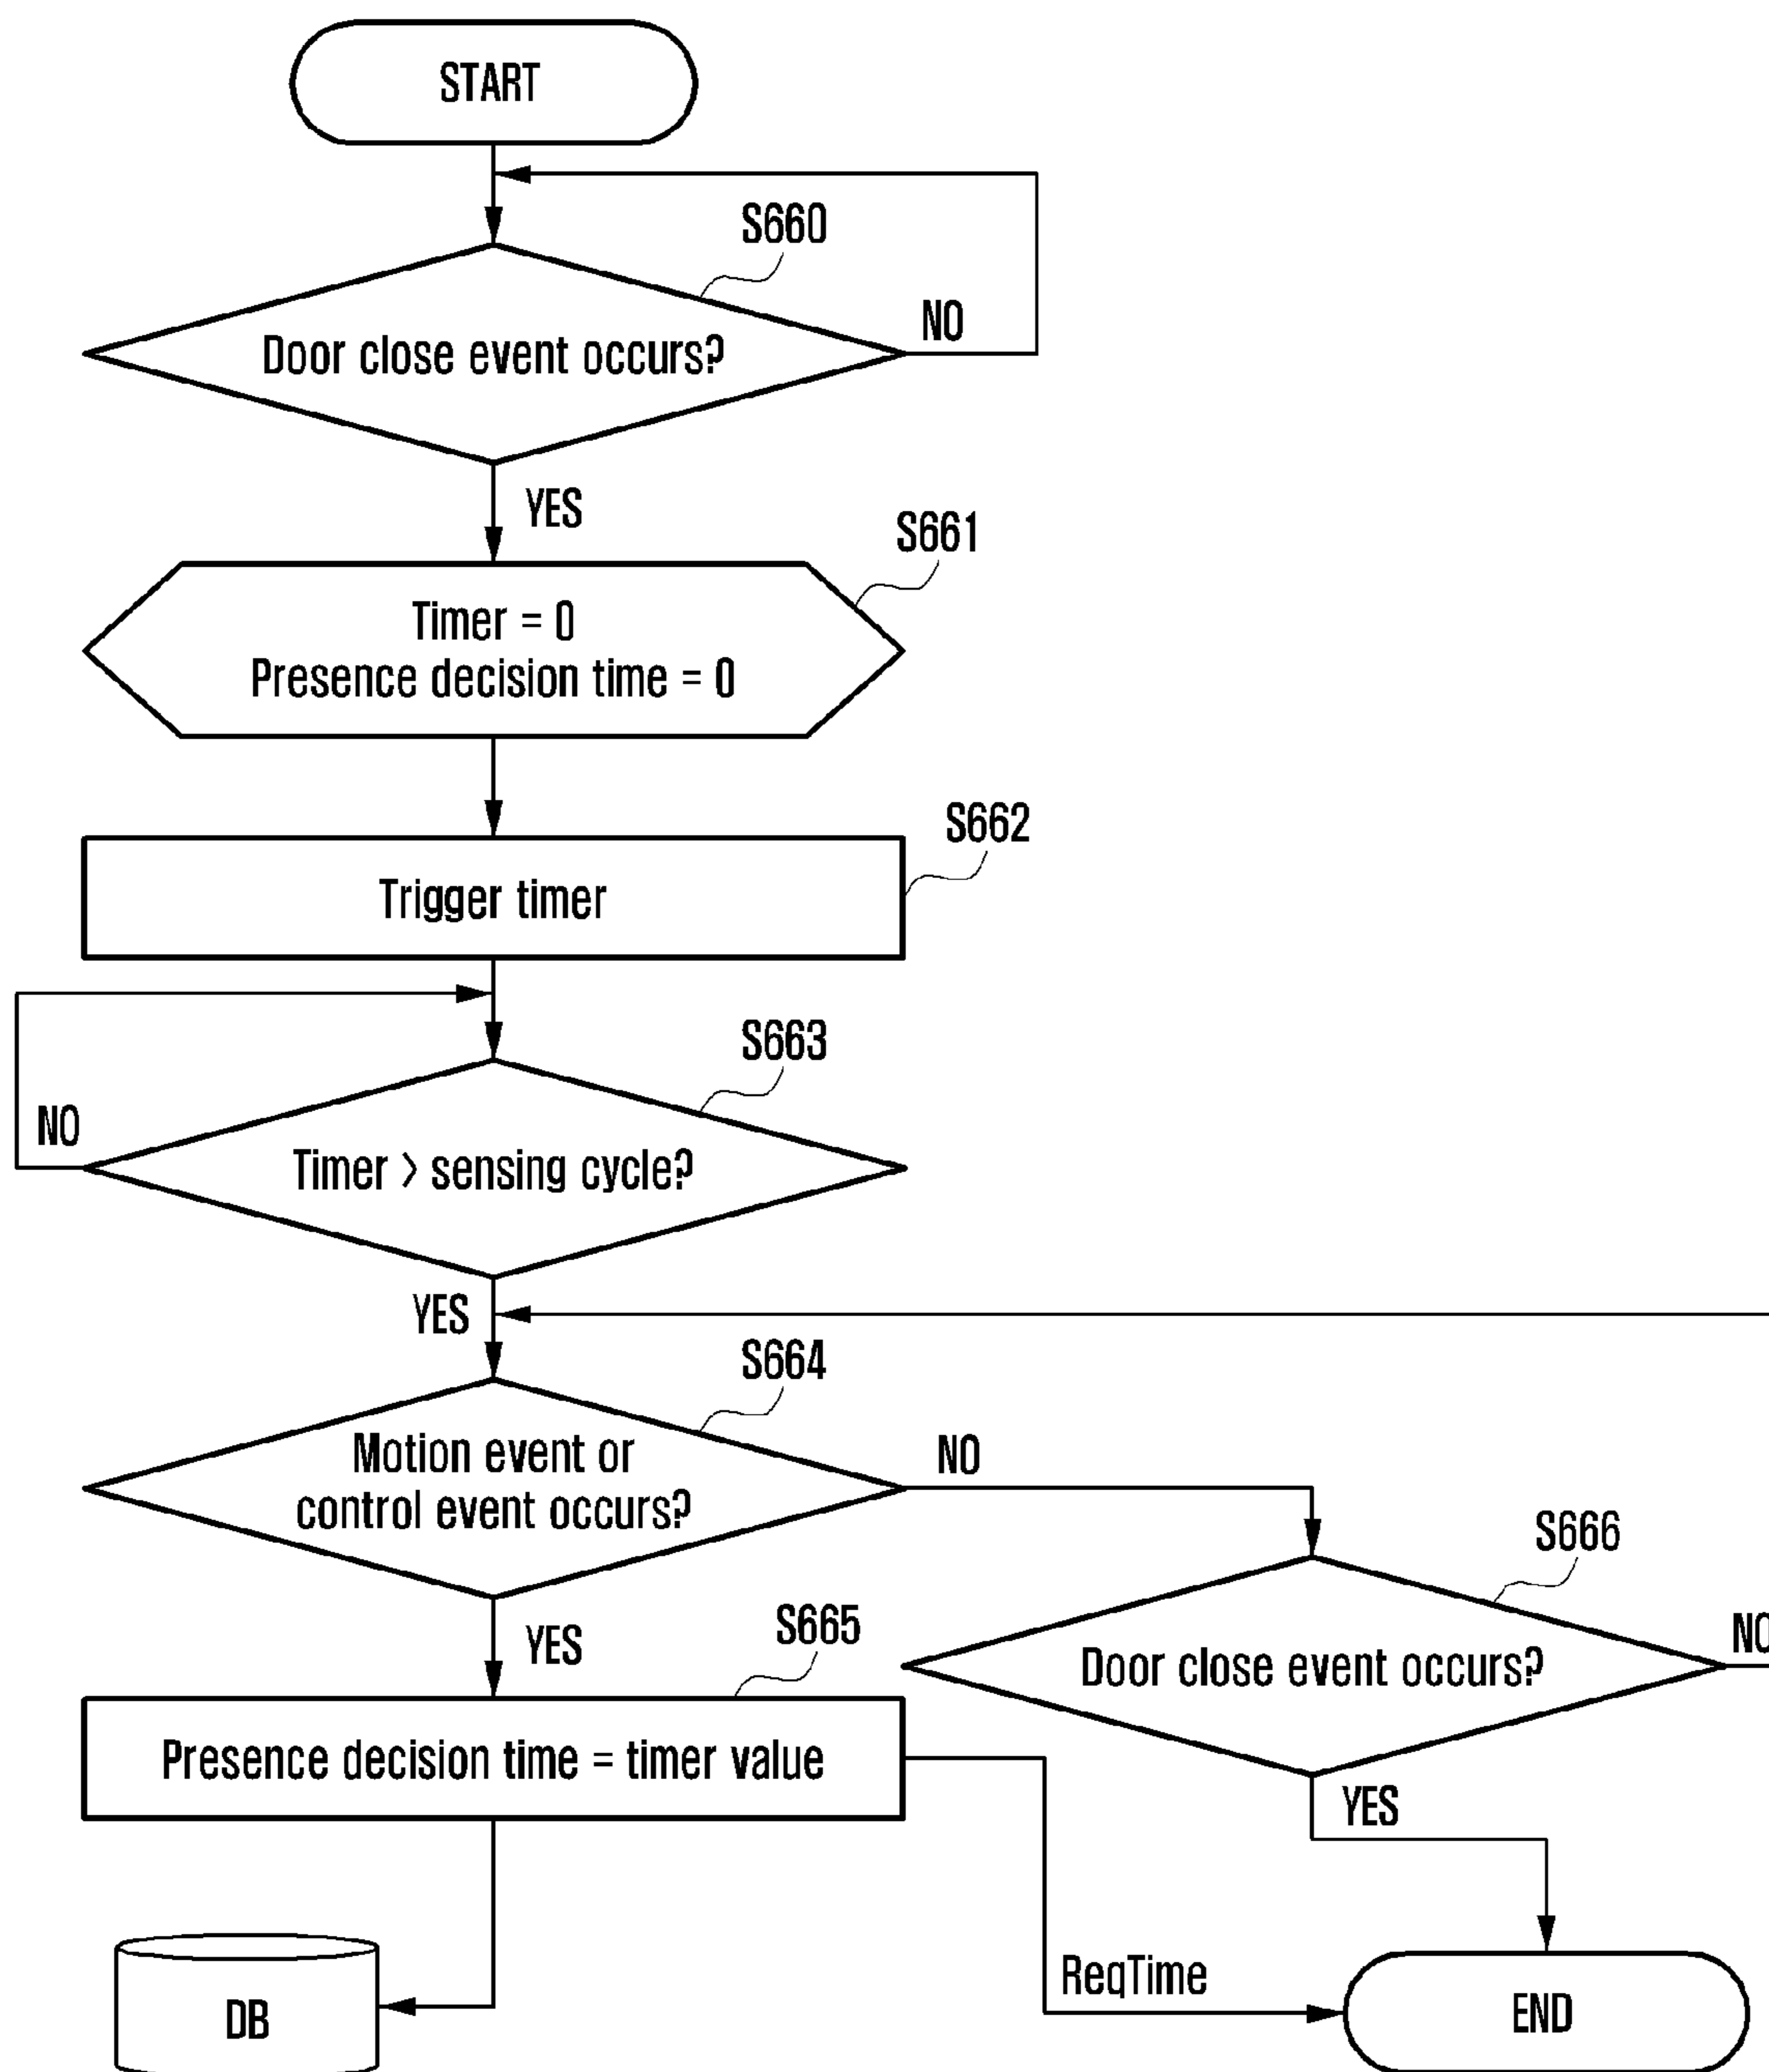 START
S660
NO
Door close event occurs?
YES
S661
Timer = 0
Presence decision time = 0
S662
Trigger timer
S663
NO
Timer > sensing cycle?
YES
S664
Motion event or
control event occurs?
NO
S666
YES
S665
Door close event occurs?
NO
Presence decision time = timer value
YES
ReqTime
DB
END